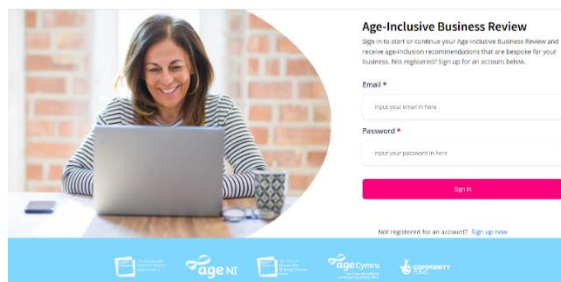 Age-Inclusive Business Review
Sign in to start or continue your Age-Inclusive Business Review and
receive age-inclusion recommendations that are bespoke for your
business. Not registered? Sign up for an account below.
Email *
Input your email in here
Password *
Input your password in here
Sign In
Not registered for an account? Sign up now
age NI
age Cymru
COMMUNITY
FUND